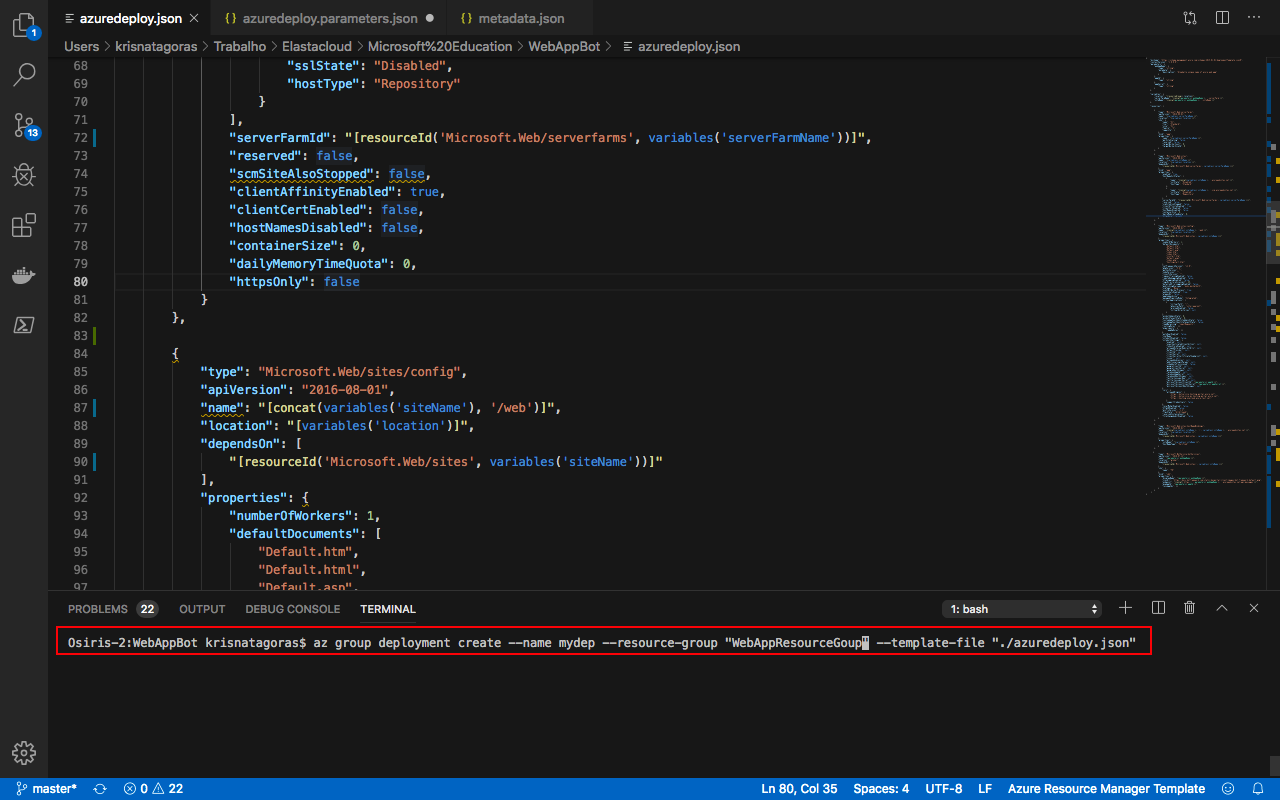 azuredeploy.json
azuredeploy.parameters.json
metadata.json
1
Users > krisnatagoras > Trabalho > Elastacloud > Microsoft%20Education > WebAppBot > azuredeploy.json
68 "sslState": "Disabled",
69 "hostType": "Repository"
70 }
71 ],
72 "serverFarmId": "[resourceId('Microsoft.Web/serverfarms', variables('serverFarmName'))]",
73 "reserved": false,
74 "scmSiteAlsoStopped": false,
75 "clientAffinityEnabled": true,
76 "clientCertEnabled": false,
77 "hostNamesDisabled": false,
78 "containerSize": 0,
79 "dailyMemoryTimeQuota": 0,
80 "httpsOnly": false
81 }
82 },
83
84 {
85 "type": "Microsoft.Web/sites/config",
86 "apiVersion": "2016-08-01",
87 "name": "[concat(variables('siteName'), '/web')]",
88 "location": "[variables('location')]",
89 "dependsOn": [
90 "[resourceId('Microsoft.Web/sites', variables('siteName'))]"
91 ],
92 "properties": {
93 "numberOfWorkers": 1,
94 "defaultDocuments": [
95 "Default.htm",
96 "Default.html",
97 "Default.asp",
13
PROBLEMS 22 OUTPUT DEBUG CONSOLE TERMINAL 1: bash
Osiris-2:WebAppBot krisnatagoras$ az group deployment create --name mydep --resource-group "WebAppResourceGoup" --template-file "./azuredeploy.json"
master* 0 22 Ln 80, Col 35 Spaces: 4 UTF-8 LF Azure Resource Manager Template